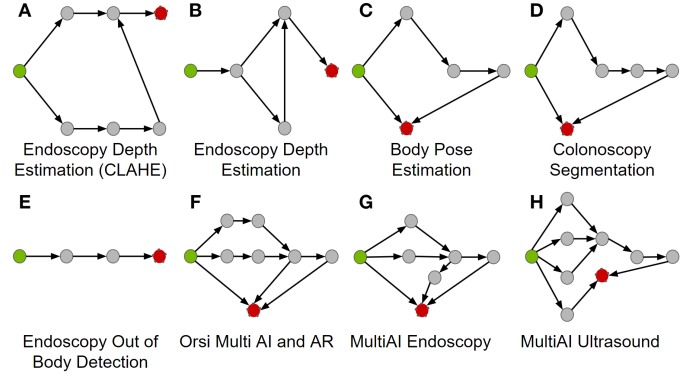 A B C D
Endoscopy Depth
Estimation (CLAHE)
Endoscopy Depth
Estimation
Body Pose
Estimation
Colonoscopy
Segmentation
E F G H
Endoscopy Out of
Body Detection
Orsi Multi AI and AR
MultiAI Endoscopy
MultiAI Ultrasound